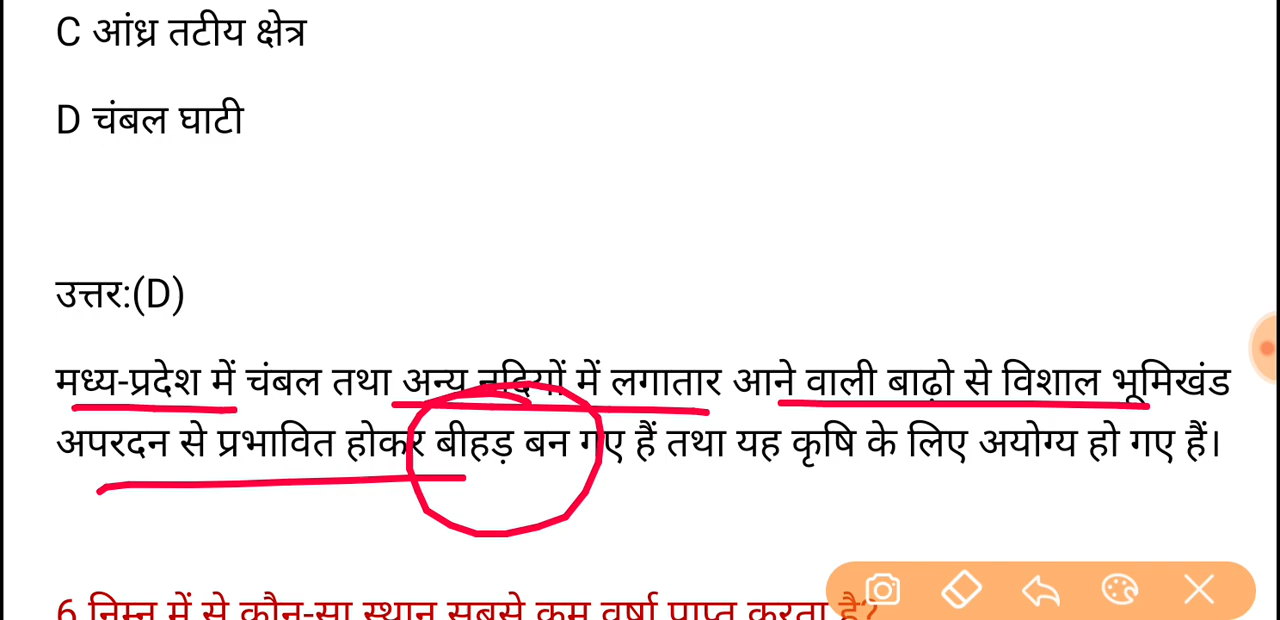 C आंध्र तटीय क्षेत्र
D चंबल घाटी
उत्तर:(D)
मध्य-प्रदेश में चंबल तथा अन्य नदियों में लगातार आने वाली बाढ़ो से विशाल भूमिखंड
अपरदन से प्रभावित होकर बीहड़ बन गए हैं तथा यह कृषि के लिए अयोग्य हो गए हैं।
6 निम्न में से कौन-सा स्थान सबसे कम वर्षा प्राप्त करता है?